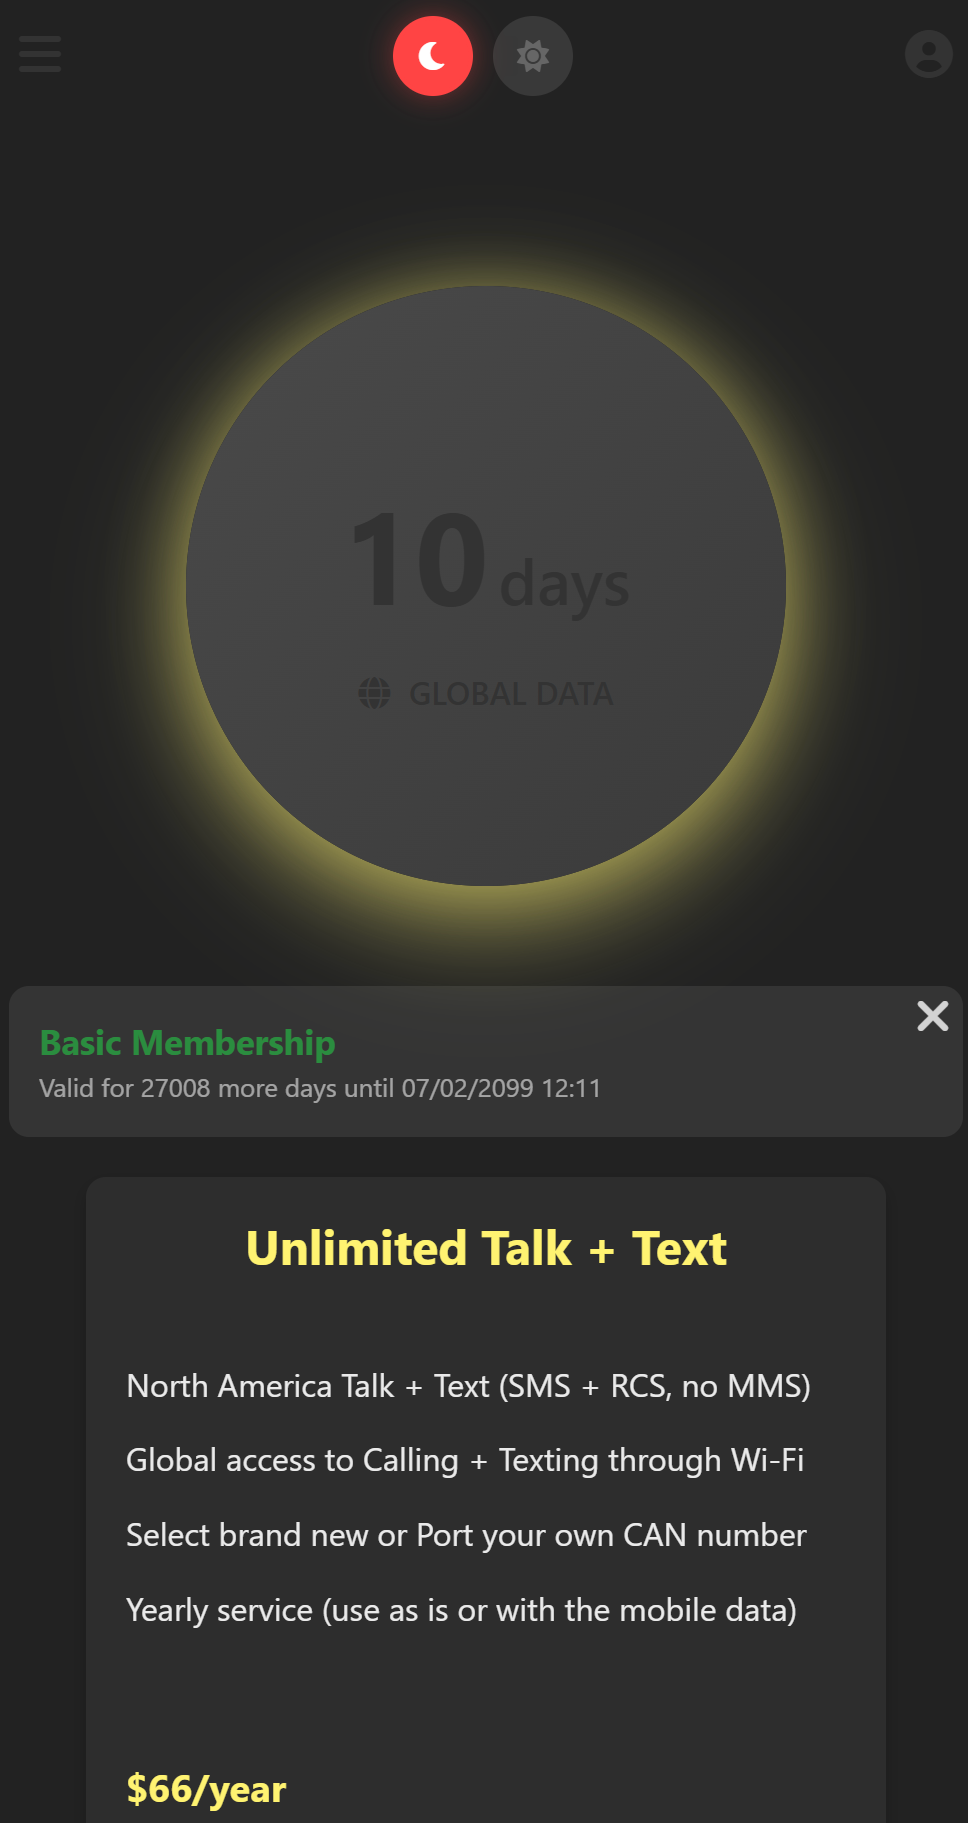 10 days
GLOBAL DATA
Basic Membership
Valid for 27008 more days until 07/02/2099 12:11
Unlimited Talk + Text
North America Talk + Text (SMS + RCS, no MMS)
Global access to Calling + Texting through Wi-Fi
Select brand new or Port your own CAN number
Yearly service (use as is or with the mobile data)
$66/year